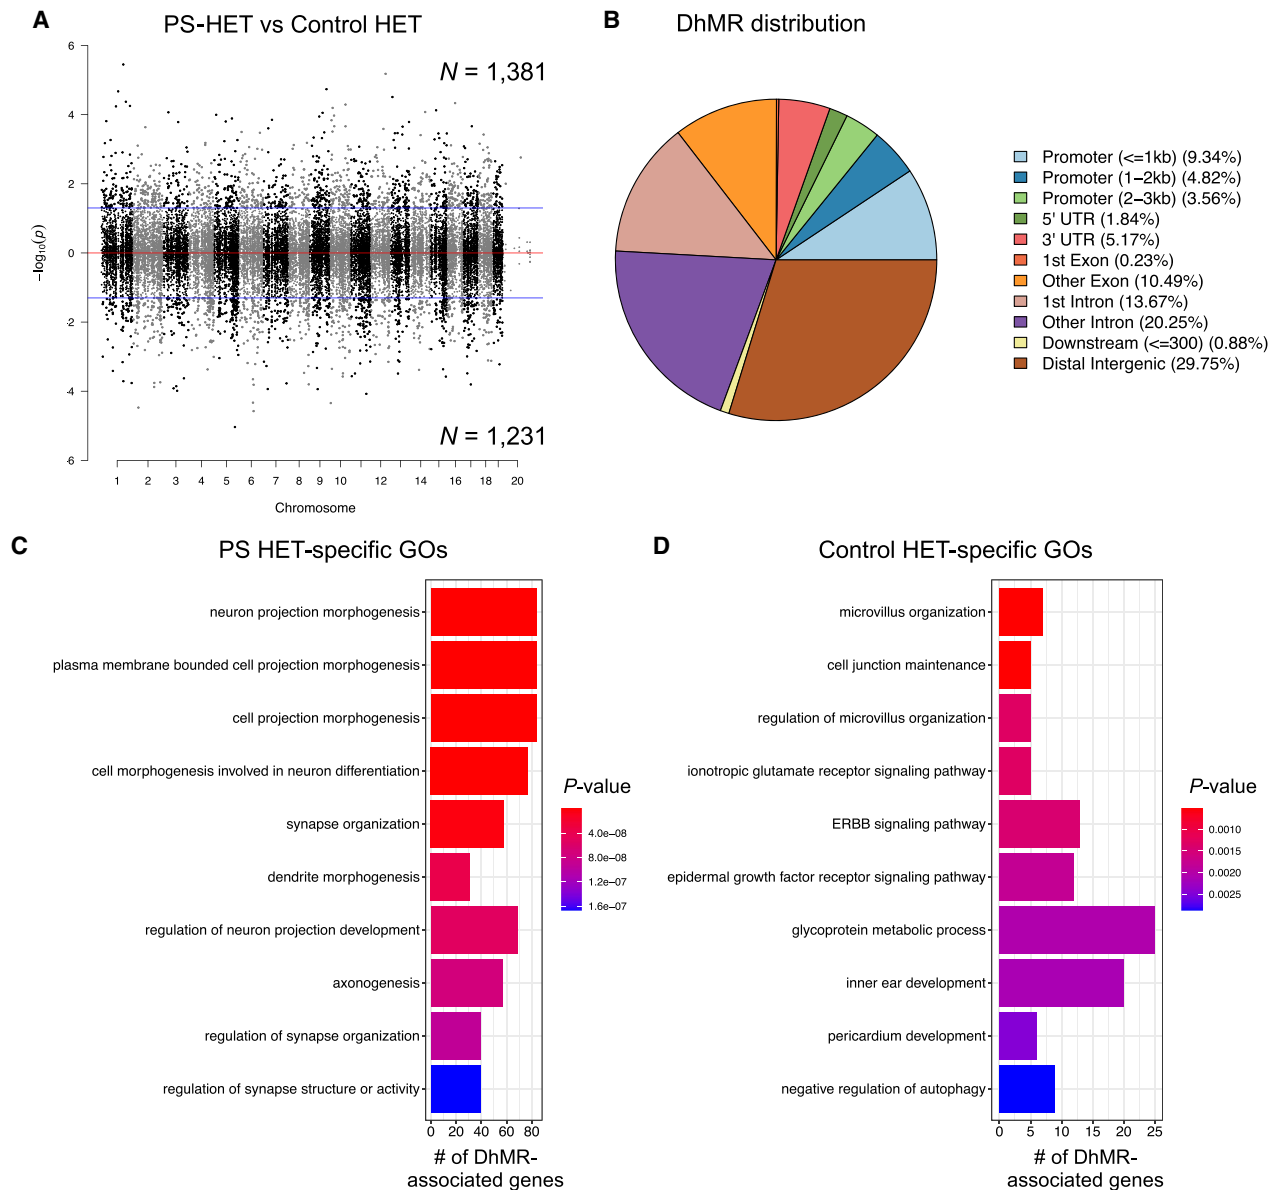 A
PS-HET vs Control HET
N = 1,381
N = 1,231
6
4
2
0
-2
-4
-6
−log10(p)
1 2 3 4 5 6 7 8 9 10 12 14 16 18 20
Chromosome
B
DhMR distribution
Promoter (<=1kb) (9.34%)
Promoter (1−2kb) (4.82%)
Promoter (2−3kb) (3.56%)
5' UTR (1.84%)
3' UTR (5.17%)
1st Exon (0.23%)
Other Exon (10.49%)
1st Intron (13.67%)
Other Intron (20.25%)
Downstream (<=300) (0.88%)
Distal Intergenic (29.75%)
C
PS HET-specific GOs
neuron projection morphogenesis
plasma membrane bounded cell projection morphogenesis
cell projection morphogenesis
cell morphogenesis involved in neuron differentiation
synapse organization
dendrite morphogenesis
regulation of neuron projection development
axonogenesis
regulation of synapse organization
regulation of synapse structure or activity
0 20 40 60 80
# of DhMR-
associated genes
P-value
4.0e−08
8.0e−08
1.2e−07
1.6e−07
D
Control HET-specific GOs
microvillus organization
cell junction maintenance
regulation of microvillus organization
ionotropic glutamate receptor signaling pathway
ERBB signaling pathway
epidermal growth factor receptor signaling pathway
glycoprotein metabolic process
inner ear development
pericardium development
negative regulation of autophagy
0 5 10 15 20 25
# of DhMR-
associated genes
P-value
0.0010
0.0015
0.0020
0.0025